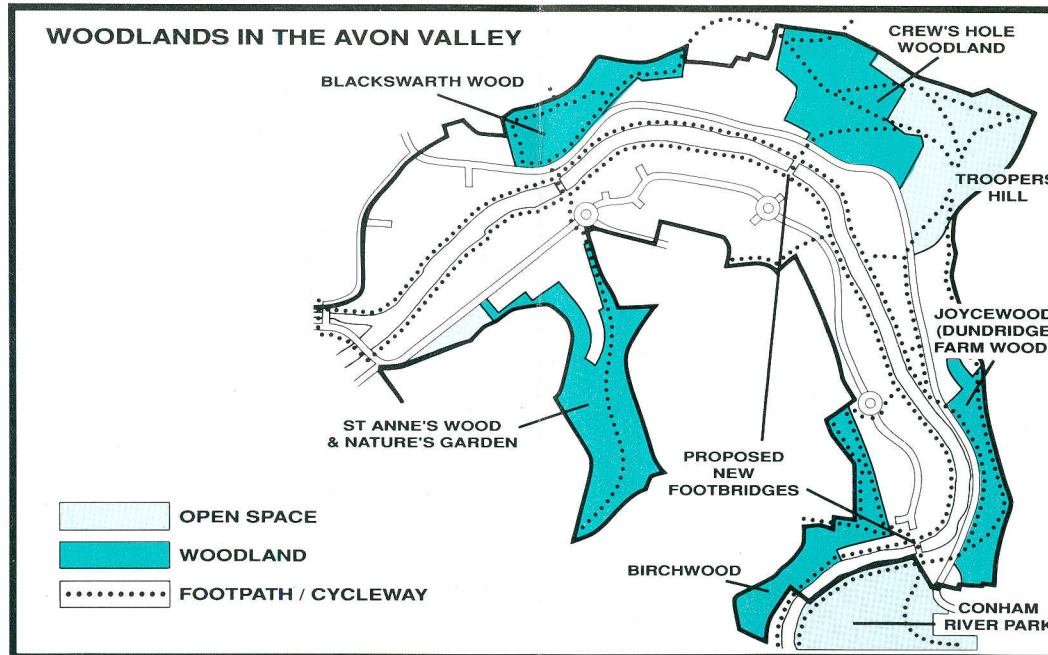 WOODLANDS IN THE AVON VALLEY
BLACKSWARTH WOOD
CREW'S HOLE
WOODLAND
TROOPERS
HILL
JOYCEWOOD
(DUNDRIDGE
FARM WOOD
ST ANNE'S WOOD
& NATURE'S GARDEN
PROPOSED
NEW
FOOTBRIDGES
BIRCHWOOD
CONHAM
RIVER PARK
OPEN SPACE
WOODLAND
FOOTPATH / CYCLEWAY